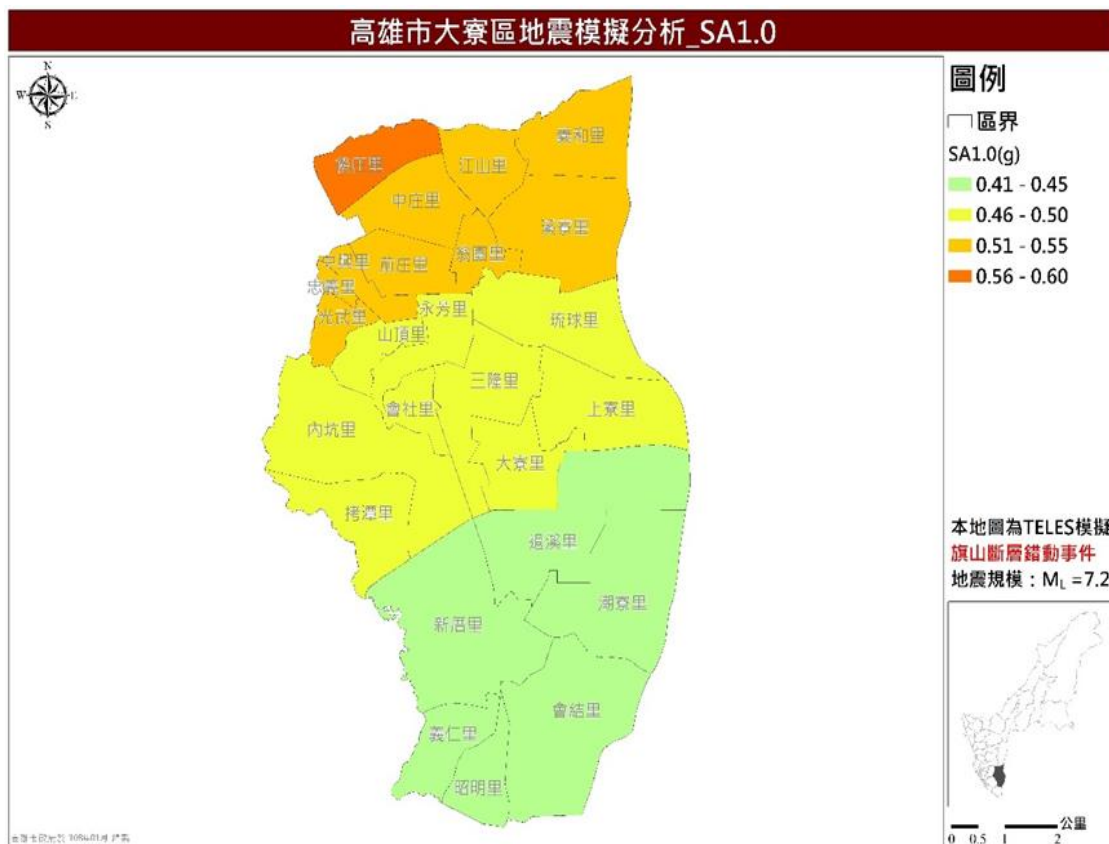 高雄市大寮區地震模擬分析_SA1.0
N
W E
S
圖例
區界
SA1.0(g)
0.41 - 0.45
0.46 - 0.50
0.51 - 0.55
0.56 - 0.60
義和里
江山里
中庄里
翁園里
前庄里
忠義里
光武里
永芳里
山頂里
琉球里
三隆里
會社里
上寮里
內坑里
大寮里
拷潭里
過溪里
湖寮里
新厝里
會結里
義仁里
昭明里
本地圖為TELES模擬
旗山斷層錯動事件
地震規模：ML =7.2
公里
0 0.5 1 2